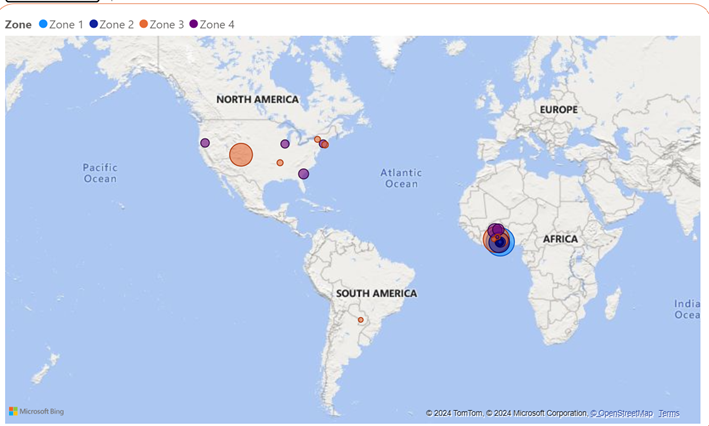 Zone Zone 1 Zone 2 Zone 3 Zone 4
NORTH AMERICA
EUROPE
Pacific
Ocean
Atlantic
Ocean
AFRICA
SOUTH AMERICA
India
Ocea
Microsoft Bing
© 2024 TomTom, © 2024 Microsoft Corporation, © OpenStreetMap Terms